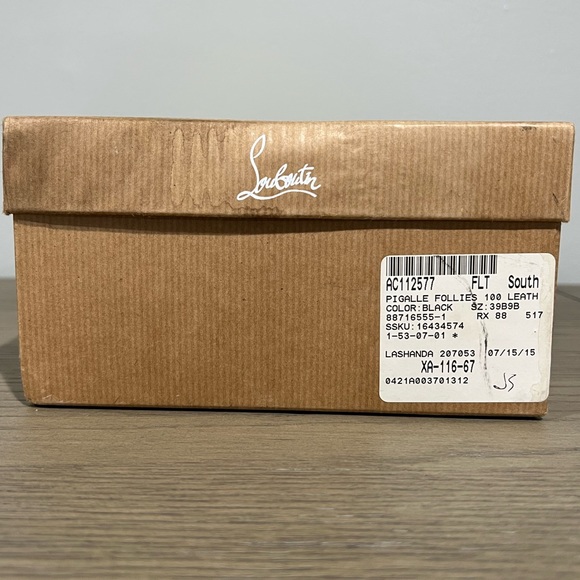 Louboutin
AC112577 FLT South
PIGALLE FOLLIES 100 LEATH
COLOR:BLACK SZ:39B9B
88716555-1 RX 88 517
SSKU:16434574
1-53-07-01 *
LASHANDA 207053 07/15/15
XA-116-67
0421A003701312
JS